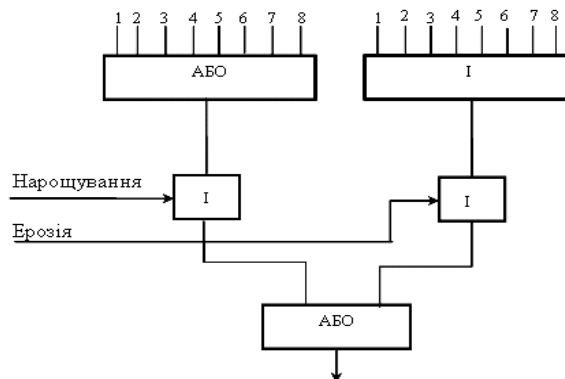 1 2 3 4 5 6 7 8 1 2 3 4 5 6 7 8
АБО І
Нарощування І І
Ерозія
АБО